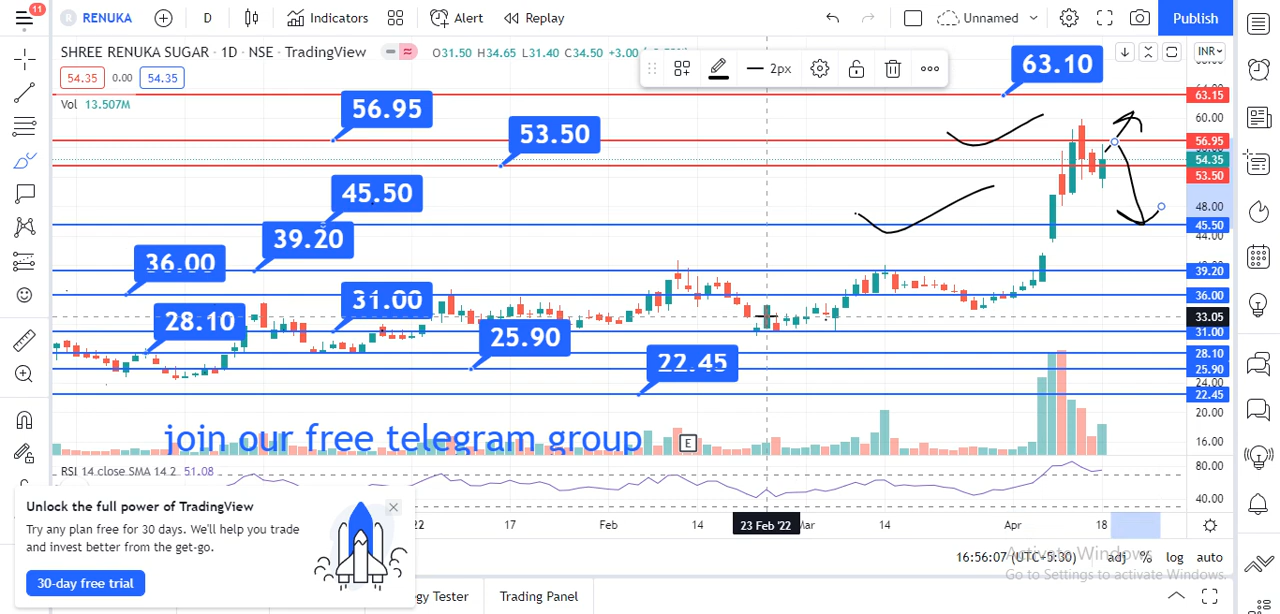 11
RENUKA
D
Indicators
Alert
Replay
Unnamed
Publish
SHREE RENUKA SUGAR · 1D · NSE · TradingView
O31.50 H34.65 L31.40 C34.50 +3.00
INR
2px
54.35 0.00 54.35
Vol 13.507M
63.10
56.95
53.50
45.50
39.20
36.00
31.00
28.10
25.90
22.45
63.15
60.00
56.95
54.35
53.50
48.00
45.50
44.00
39.20
36.00
33.05
31.00
28.10
25.90
24.00
22.45
20.00
16.00
80.00
40.00
join our free telegram group
E
RSI 14 close SMA 14 2 51.08
Unlock the full power of TradingView
Try any plan free for 30 days. We'll help you trade
and invest better from the get-go.
30-day free trial
22 17 Feb 14 23 Feb '22 Mar 14 Apr 18
16:56:07 (UTC+5:30) adj % log auto
Activate Windows
Go to Settings to activate Windows.
gy Tester Trading Panel